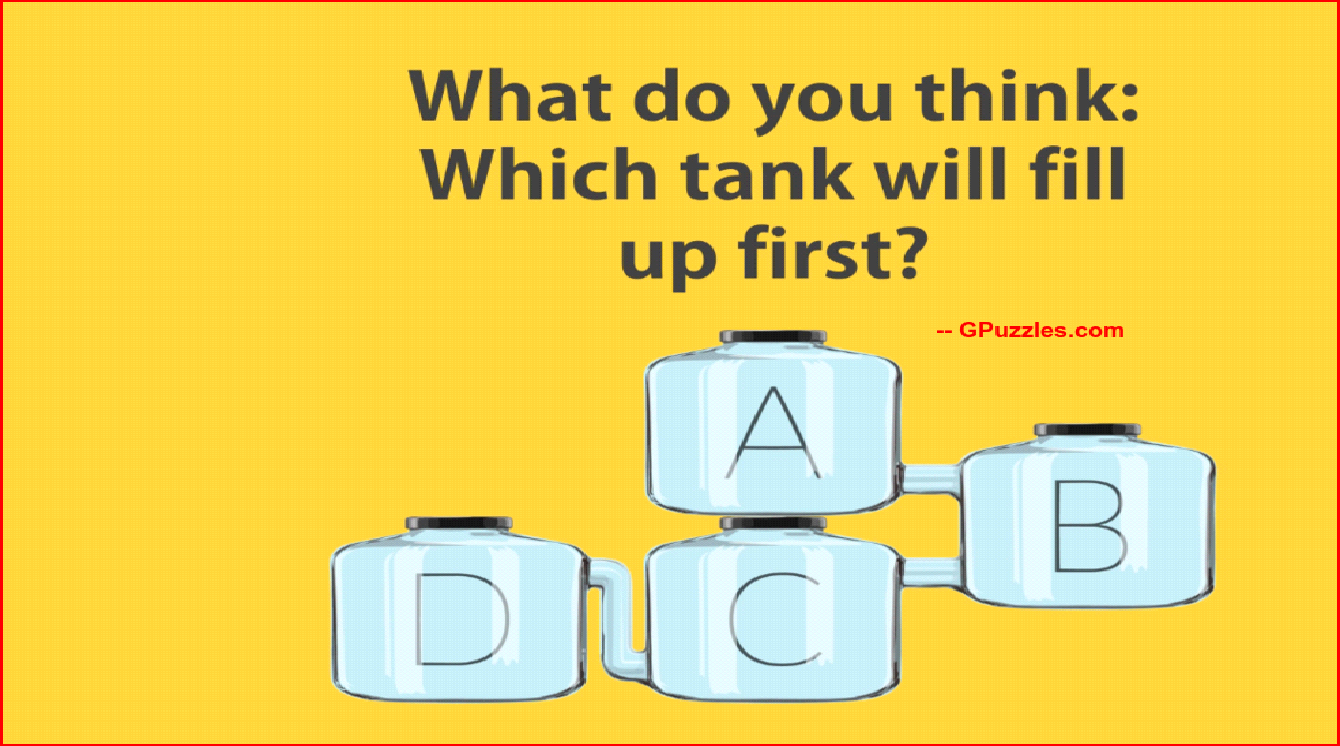 What do you think:
Which tank will fill
up first?
-- GPuzzles.com
A
B
D
C